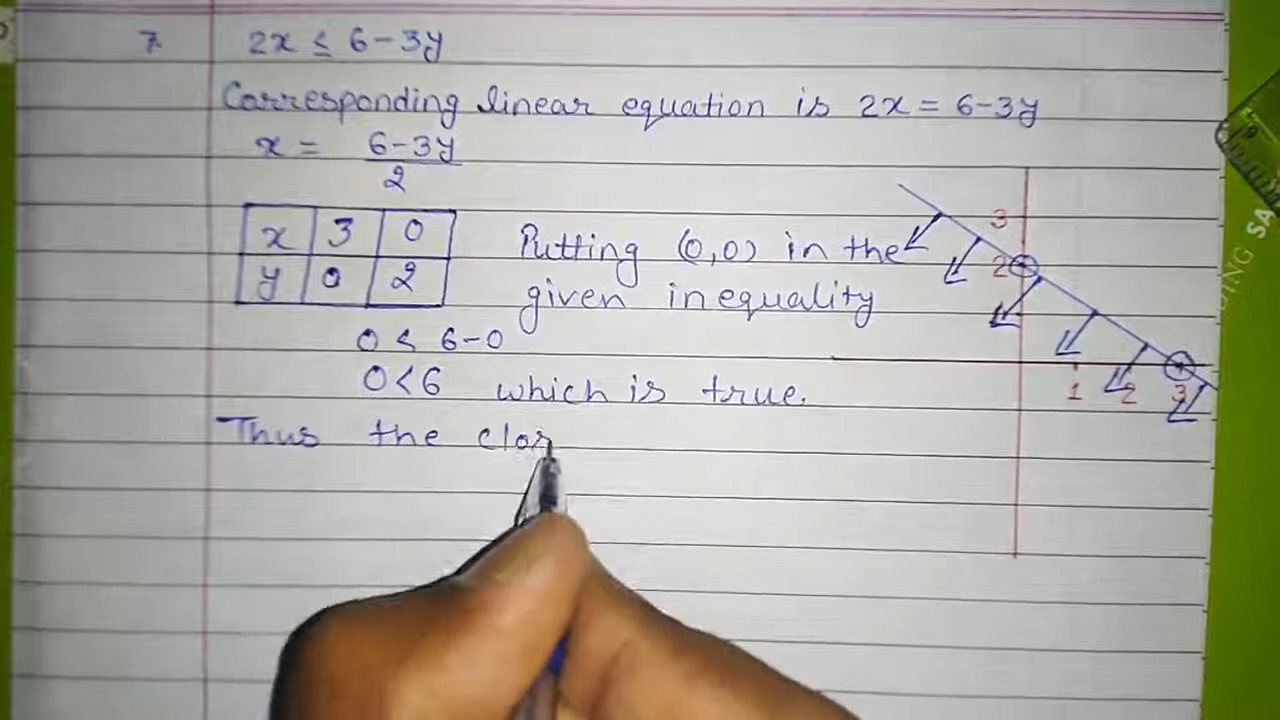 7 2x ≤ 6-3y
Corresponding linear equation is 2x = 6-3y
x = 6-3y
2
x 3 0
y 0 2
Putting (0,0) in the
given inequality
0 ≤ 6-0
0<6 which is true.
Thus the clos
3
2
1 2 3
SA